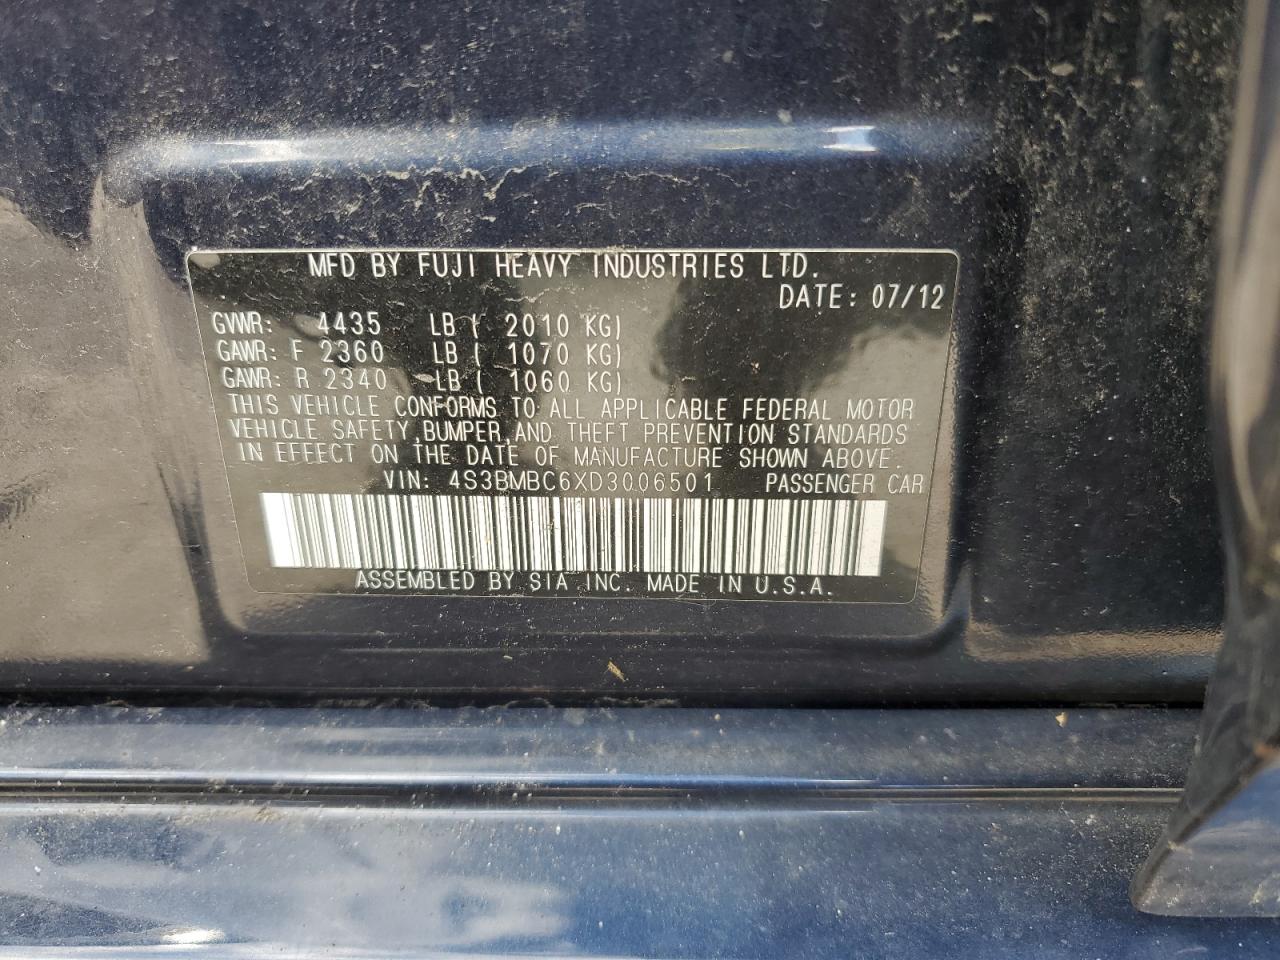 MFD BY FUJI HEAVY INDUSTRIES LTD.
DATE: 07/12
GVWR: 4435 LB ( 2010 KG)
GAWR: F 2360 LB ( 1070 KG)
GAWR: R 2340 LB ( 1060 KG)
THIS VEHICLE CONFORMS TO ALL APPLICABLE FEDERAL MOTOR
VEHICLE SAFETY, BUMPER, AND THEFT PREVENTION STANDARDS
IN EFFECT ON THE DATE OF MANUFACTURE SHOWN ABOVE.
VIN: 4S3BMBC6XD3006501 PASSENGER CAR
ASSEMBLED BY SIA INC. MADE IN U.S.A.